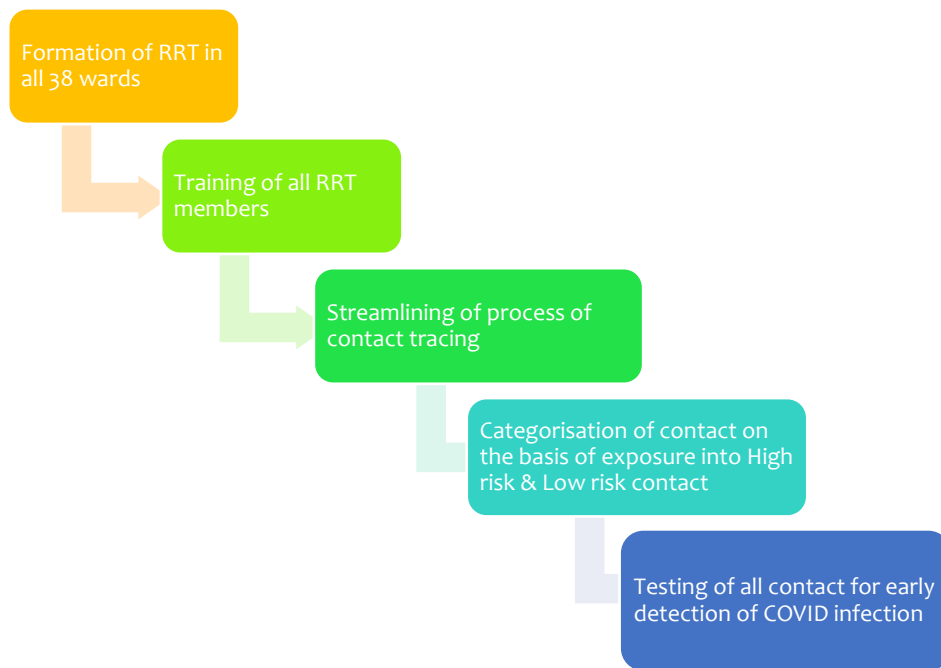 Formation of RRT in
all 38 wards
Training of all RRT
members
Streamlining of process of
contact tracing
Categorisation of contact on
the basis of exposure into High
risk & Low risk contact
Testing of all contact for early
detection of COVID infection